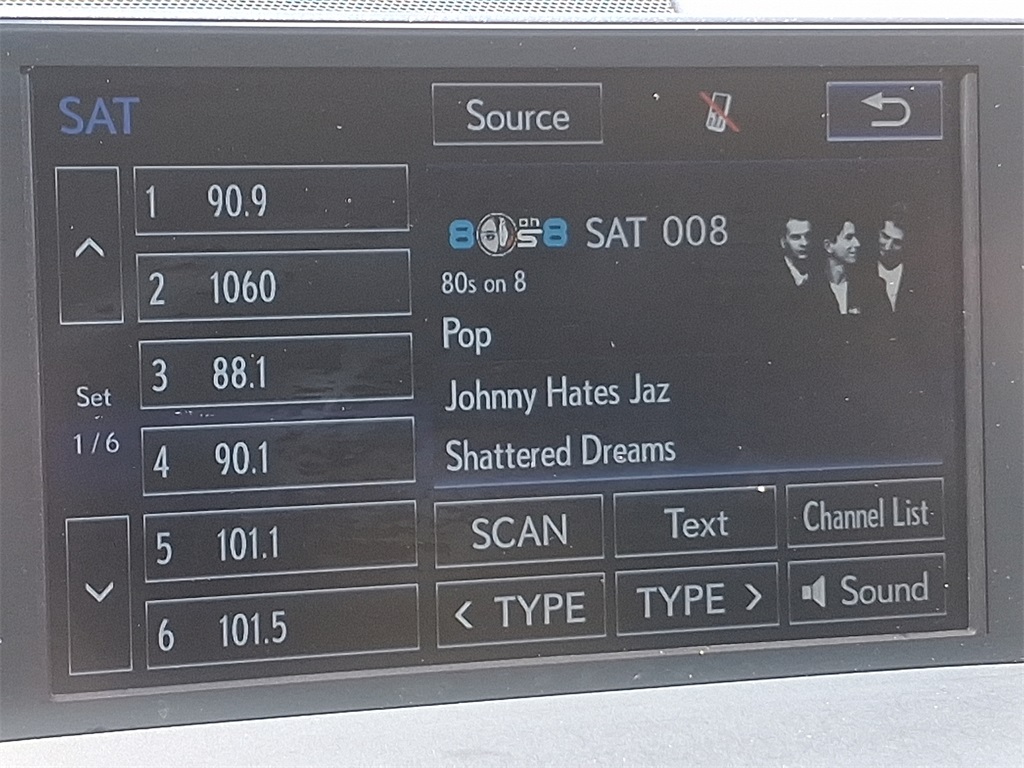 SAT
Source
1 90.9
2 1060
3 88.1
Set
1/6
4 90.1
5 101.1
6 101.5
8 on s 8 SAT 008
80s on 8
Pop
Johnny Hates Jaz
Shattered Dreams
SCAN Text Channel List
< TYPE TYPE > Sound